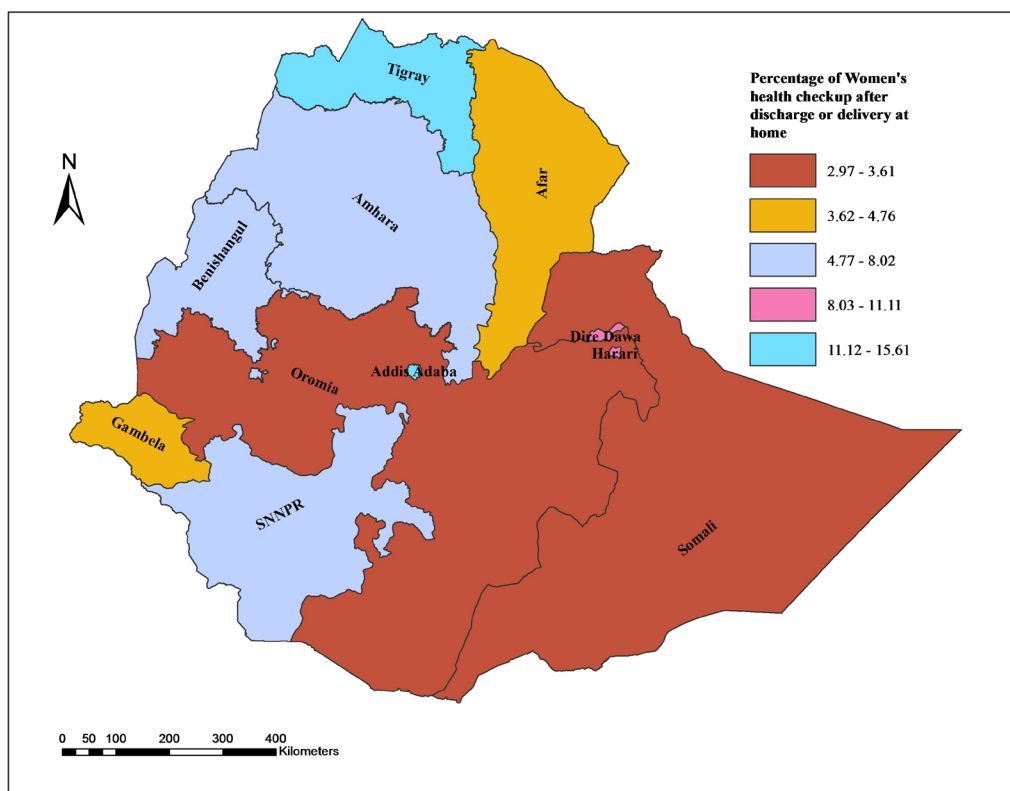 Tigray
Percentage of Women's
health checkup after
discharge or delivery at
home
N
2.97 - 3.61
Afar
3.62 - 4.76
Amhara
Benishangul
4.77 - 8.02
8.03 - 11.11
Dire Dawa
Harari
11.12 - 15.61
Addis Adaba
Oromia
Gambela
SNNPR
Somali
0 50 100 200 300 400
Kilometers